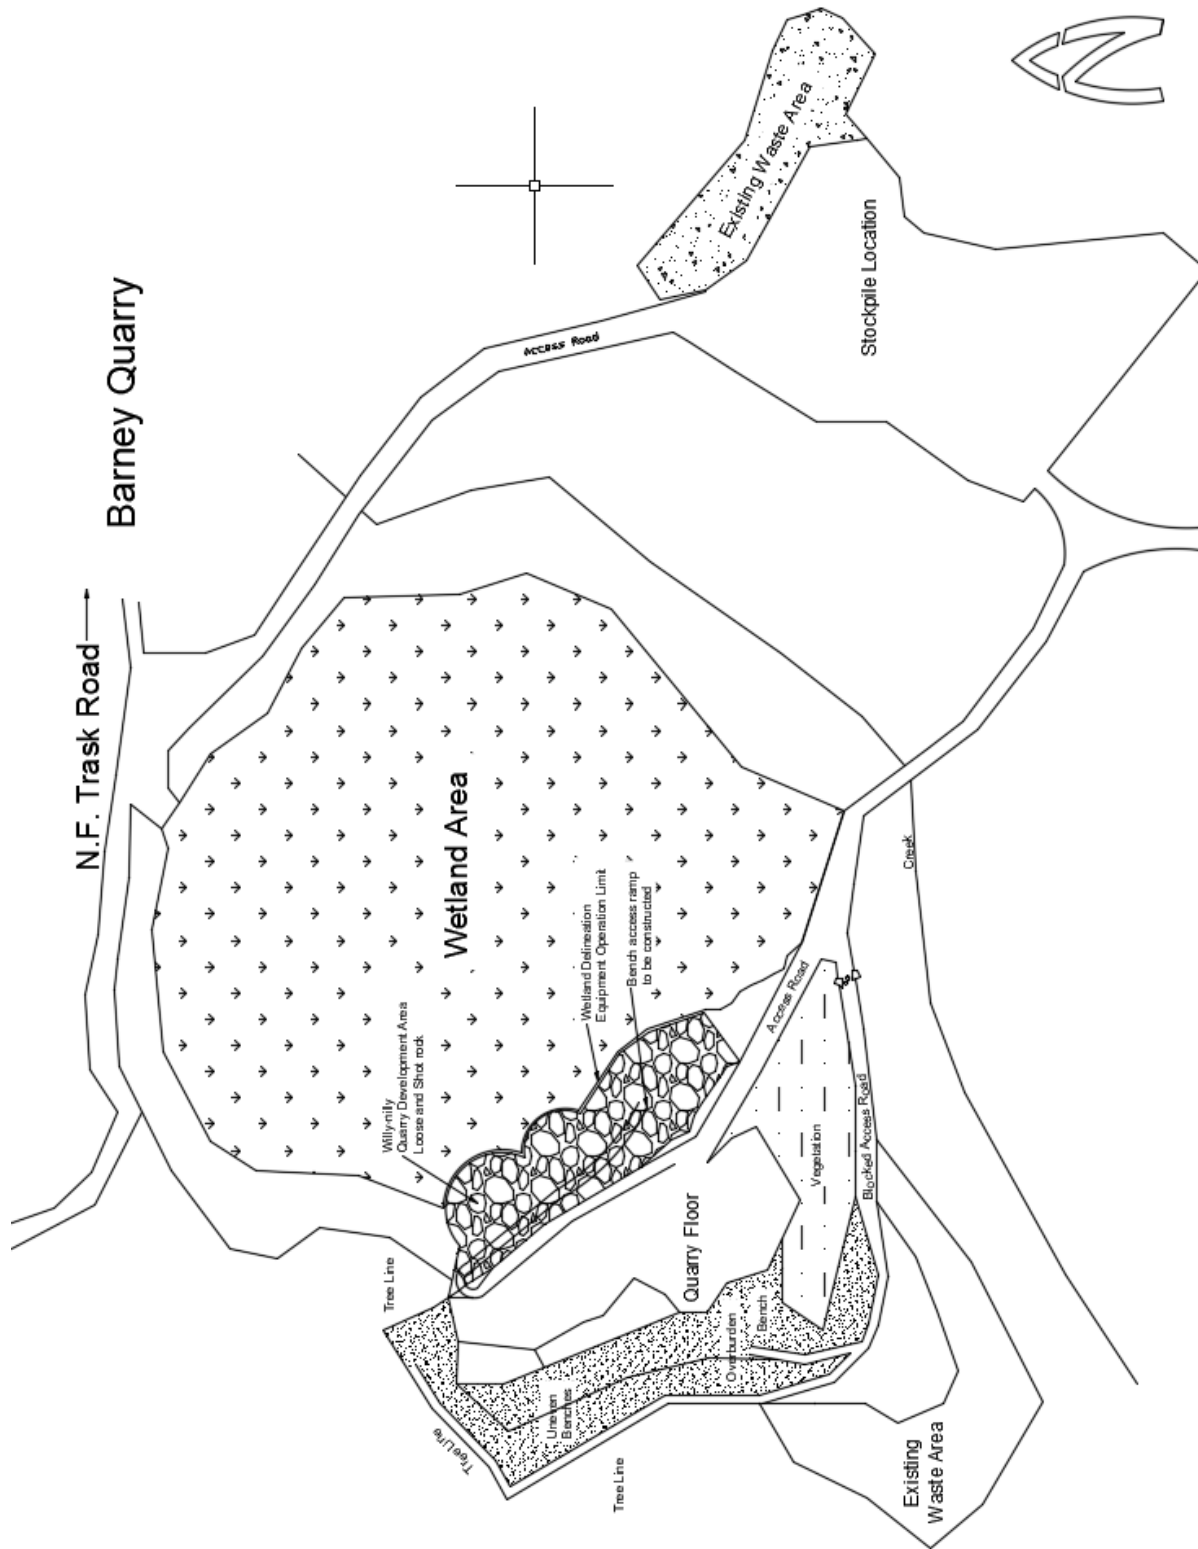 Barney Quarry
N.F. Trask Road
Existing Waste Area
Stockpile Location
Access Road
Wetland Area
Willy-nilly
Quarry Development Area
Loose and Shot rock
Wetland Delineation
Equipment Operation Limit
Bench access ramp
to be constructed
Access Road
Creek
Blocked Access Road
Vegetation
Quarry Floor
Tree Line
Overburden
Bench
Uneven
Benches
Tree Line
Tree Line
Existing
Waste Area